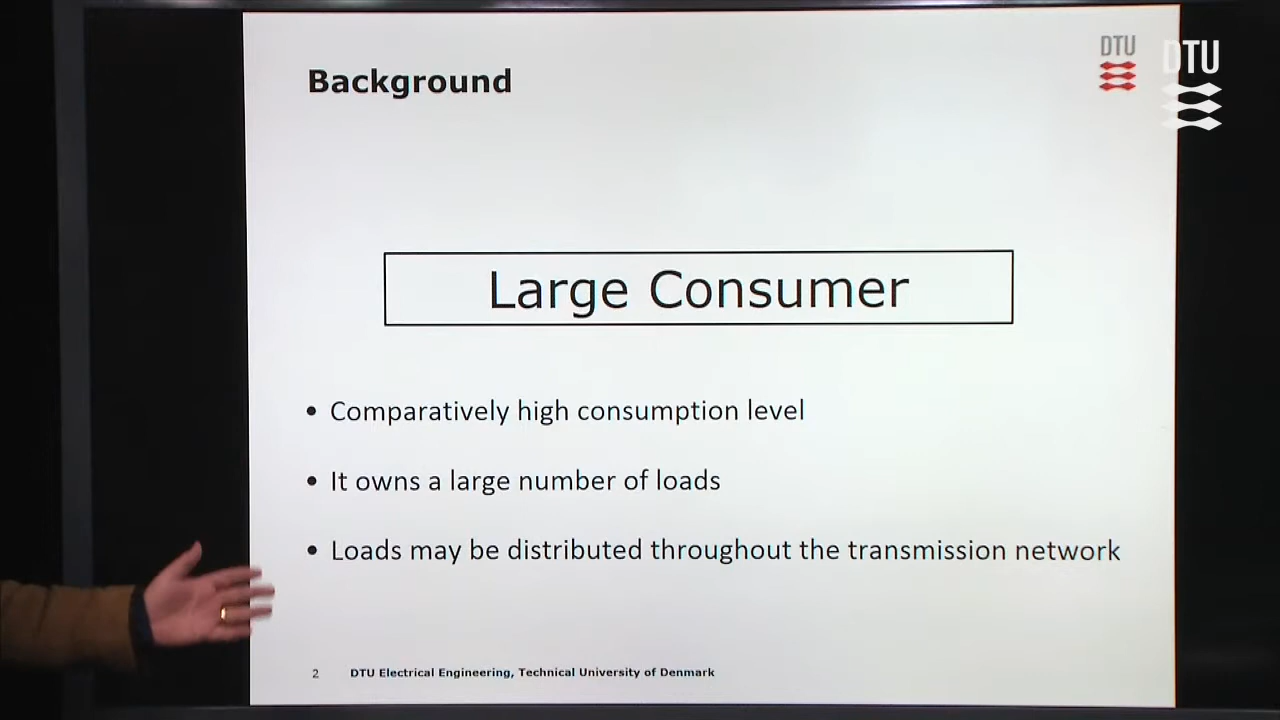 Background
DTU
DTU
Large Consumer
• Comparatively high consumption level
• It owns a large number of loads
• Loads may be distributed throughout the transmission network
2 DTU Electrical Engineering, Technical University of Denmark